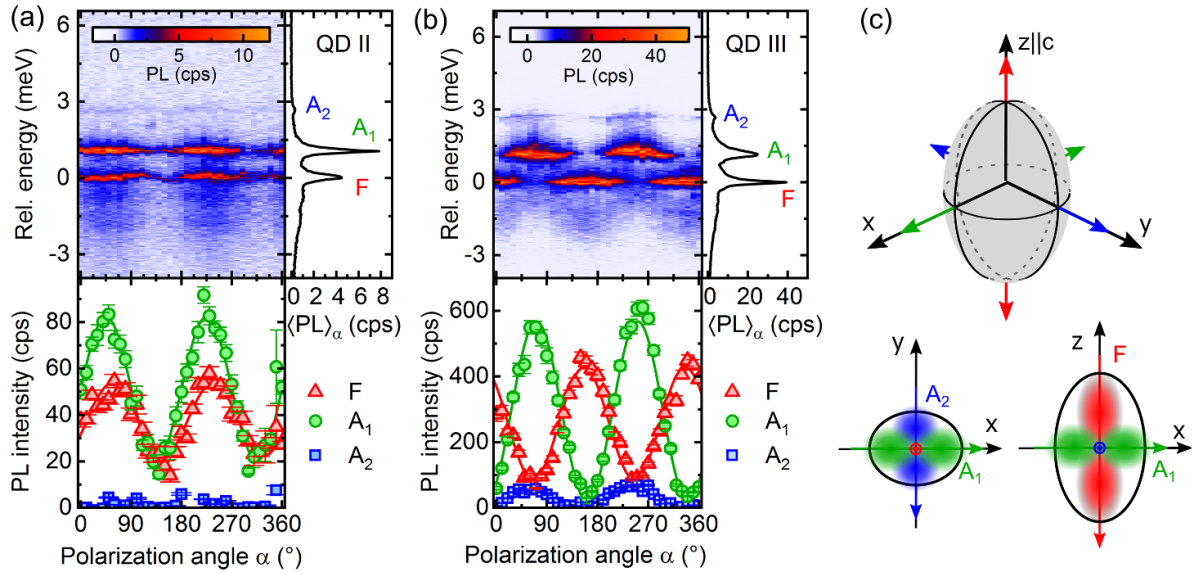 (a)
0 5 10
PL (cps)
QD II
6
3
0
-3
Rel. energy (meV)
A2
A1
F
0 2 4 6 8
⟨PL⟩α (cps)
80
60
40
20
0
PL intensity (cps)
F
A1
A2
0 90 180 270 360
Polarization angle α (°)
(b)
0 20 40
PL (cps)
QD III
6
3
0
-3
Rel. energy (meV)
A2
A1
F
0 20 40
⟨PL⟩α (cps)
600
400
200
0
PL intensity (cps)
F
A1
A2
0 90 180 270 360
Polarization angle α (°)
(c)
z||c
x
y
y
A2
x
A1
z
F
x
A1